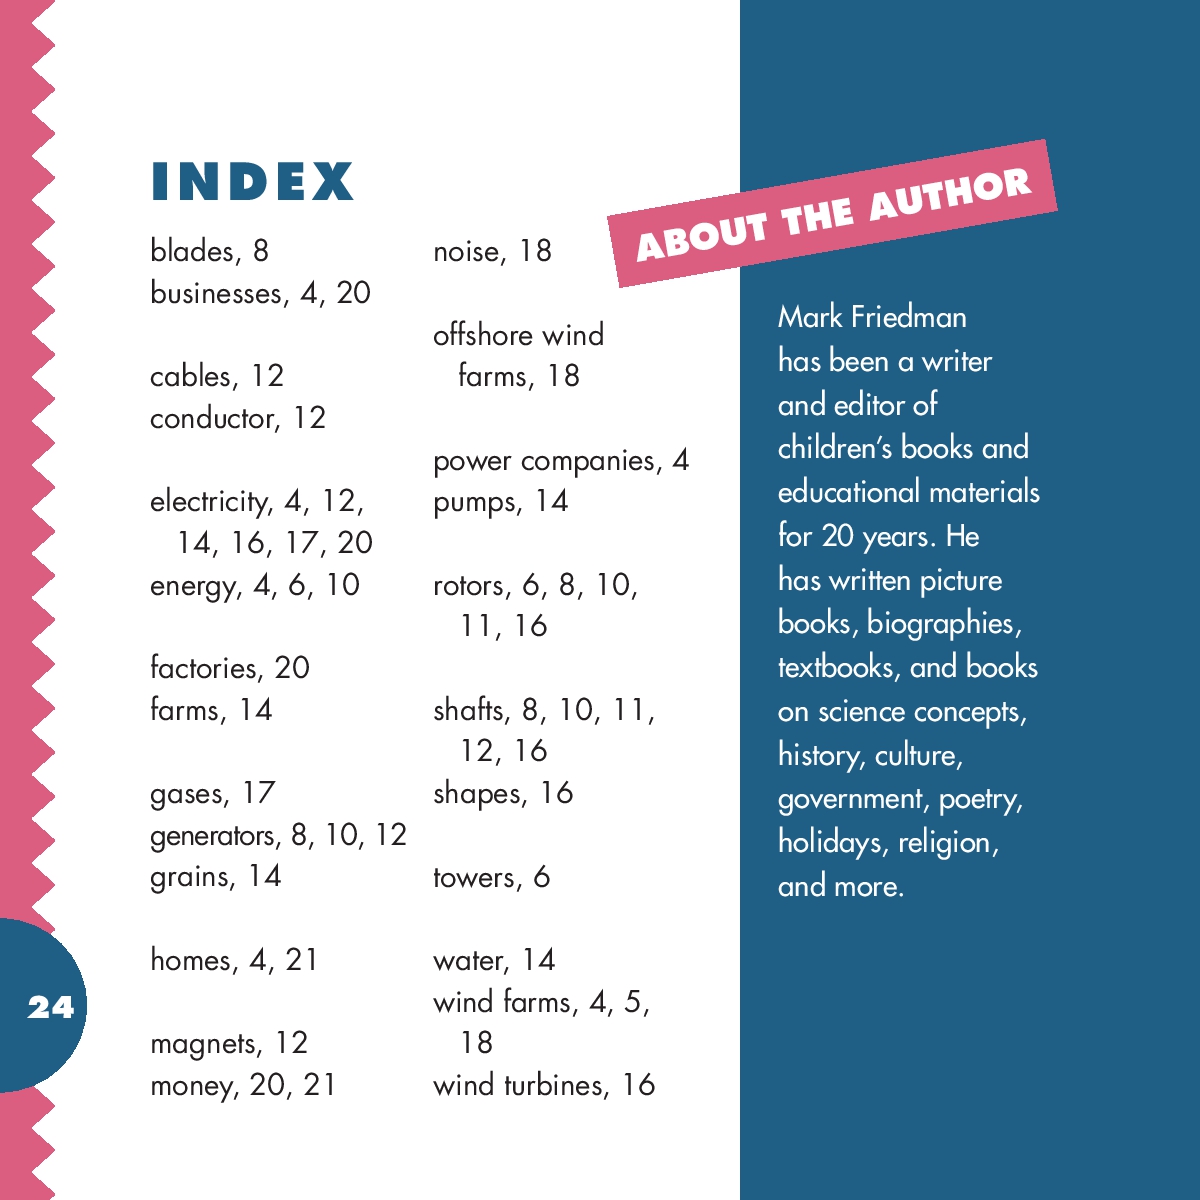 INDEX
blades, 8
businesses, 4, 20
cables, 12
conductor, 12
electricity, 4, 12,
14, 16, 17, 20
energy, 4, 6, 10
factories, 20
farms, 14
gases, 17
generators, 8, 10, 12
grains, 14
homes, 4, 21
magnets, 12
money, 20, 21
noise, 18
offshore wind
farms, 18
power companies, 4
pumps, 14
rotors, 6, 8, 10,
11, 16
shafts, 8, 10, 11,
12, 16
shapes, 16
towers, 6
water, 14
wind farms, 4, 5,
18
wind turbines, 16
ABOUT THE AUTHOR
Mark Friedman
has been a writer
and editor of
children’s books and
educational materials
for 20 years. He
has written picture
books, biographies,
textbooks, and books
on science concepts,
history, culture,
government, poetry,
holidays, religion,
and more.
24